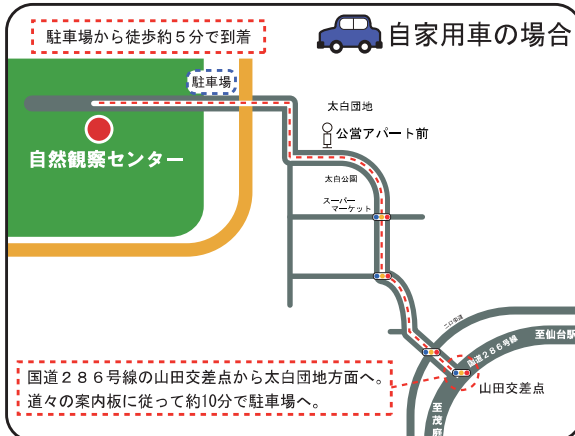 自家用車の場合
駐車場から徒歩約５分で到着
駐車場
太白団地
公営アパート前
自然観察センター
太白公園
スーパー
マーケット
二口街道
国道２８６号線
至仙台駅
国道２８６号線の山田交差点から太白団地方面へ。
道々の案内板に従って約10分で駐車場へ。
山田交差点
至茂庭